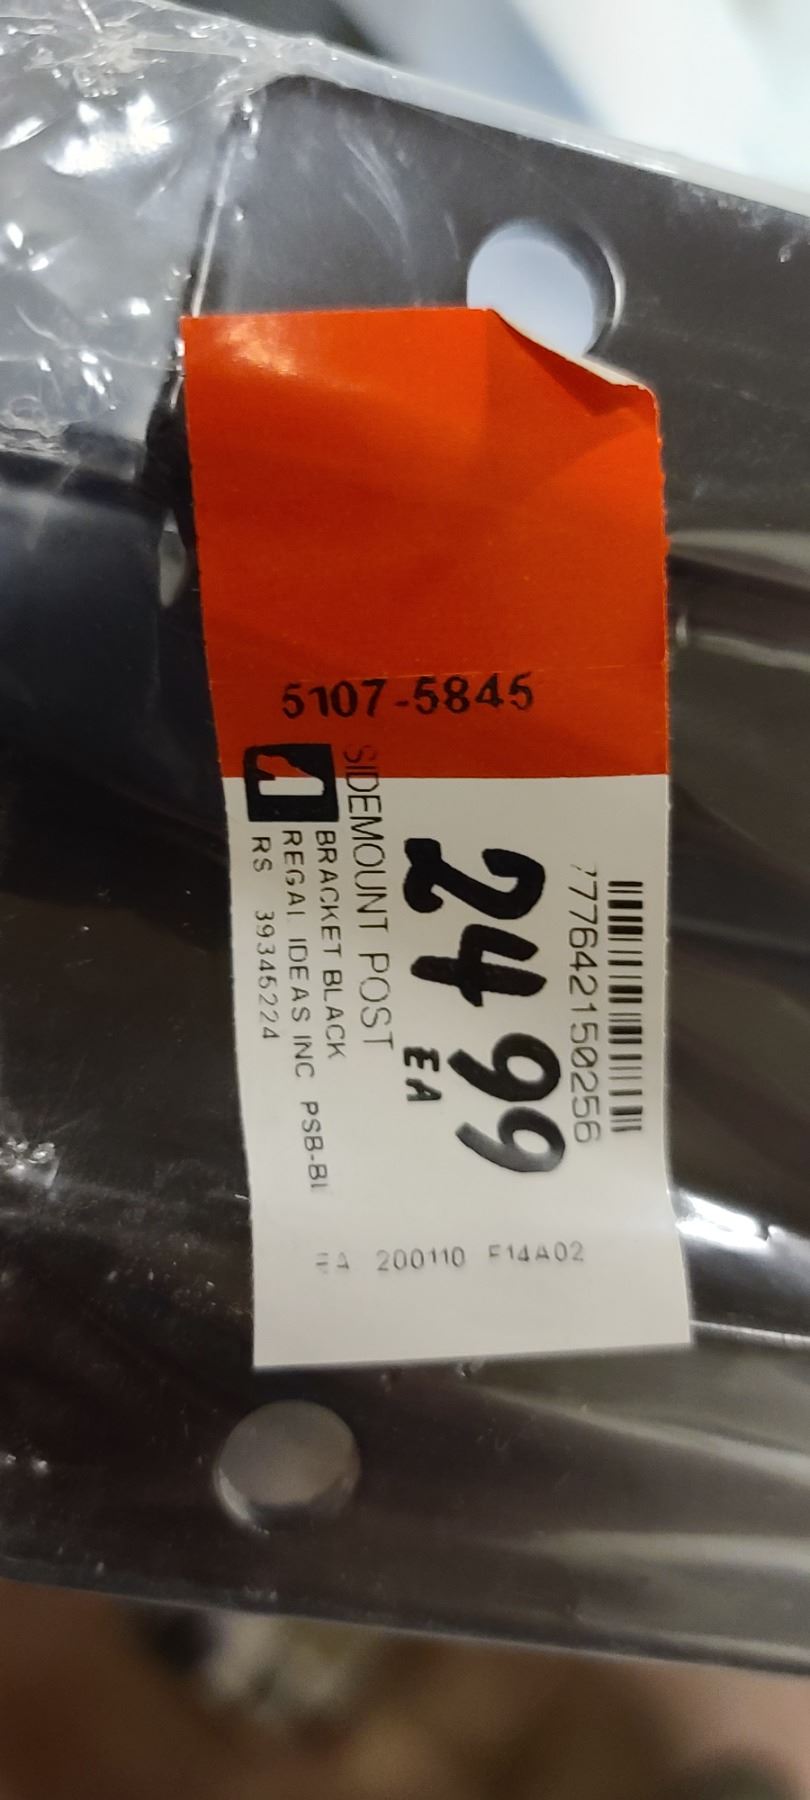 5107-5845
777642150256
24 99
EA
SIDEMOUNT POST
BRACKET BLACK
REGAL IDEAS INC PSB-Bl
RS 39345224
EA 200110 F14A02